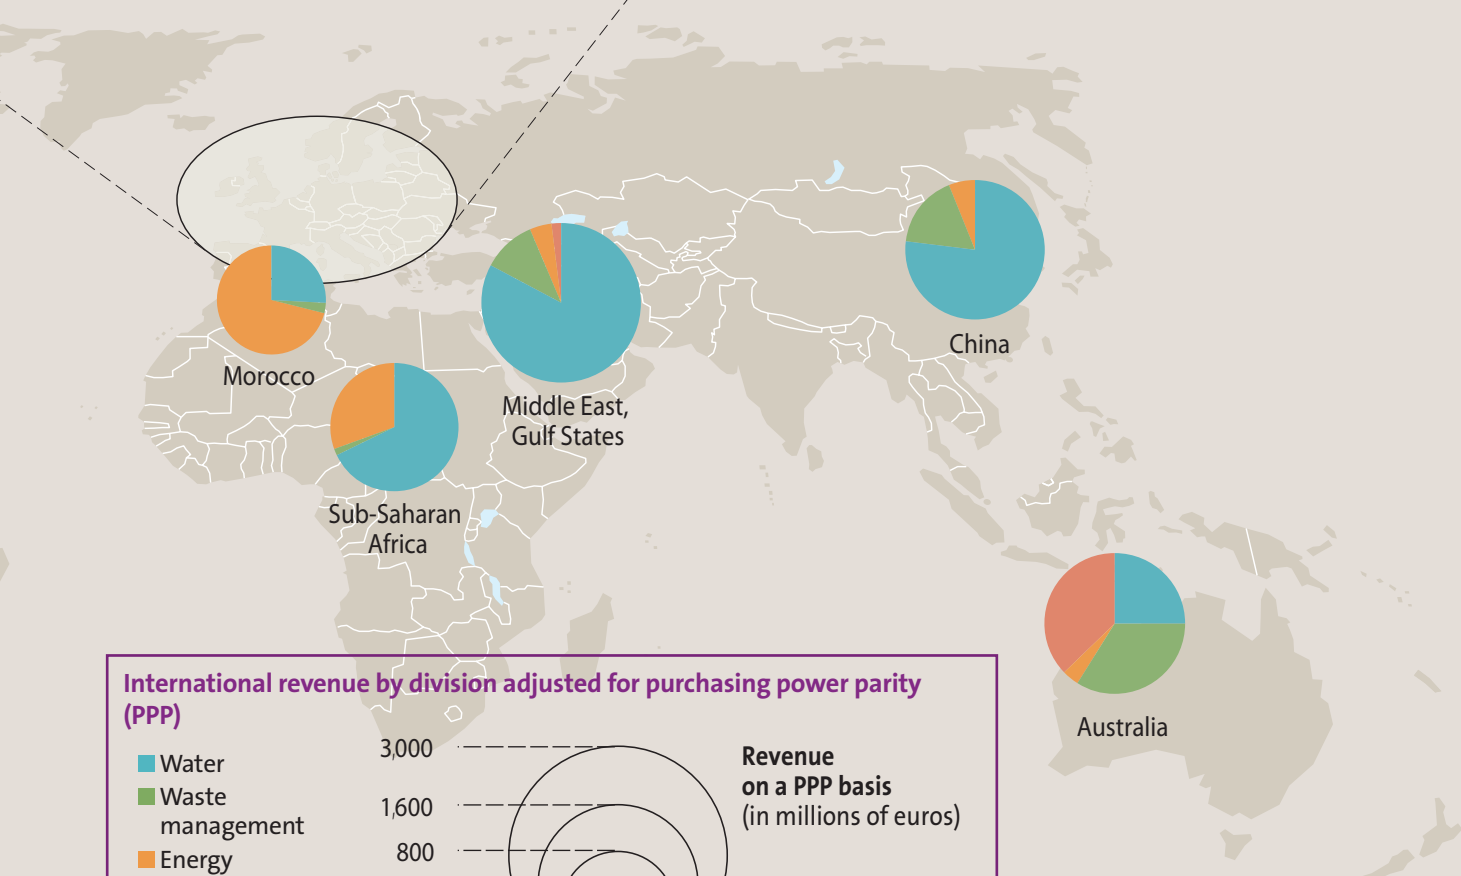 China
Morocco
Middle East,
Gulf States
Sub-Saharan
Africa
Australia
International revenue by division adjusted for purchasing power parity
(PPP)
Water
Waste
management
Energy
3,000
1,600
800
Revenue
on a PPP basis
(in millions of euros)